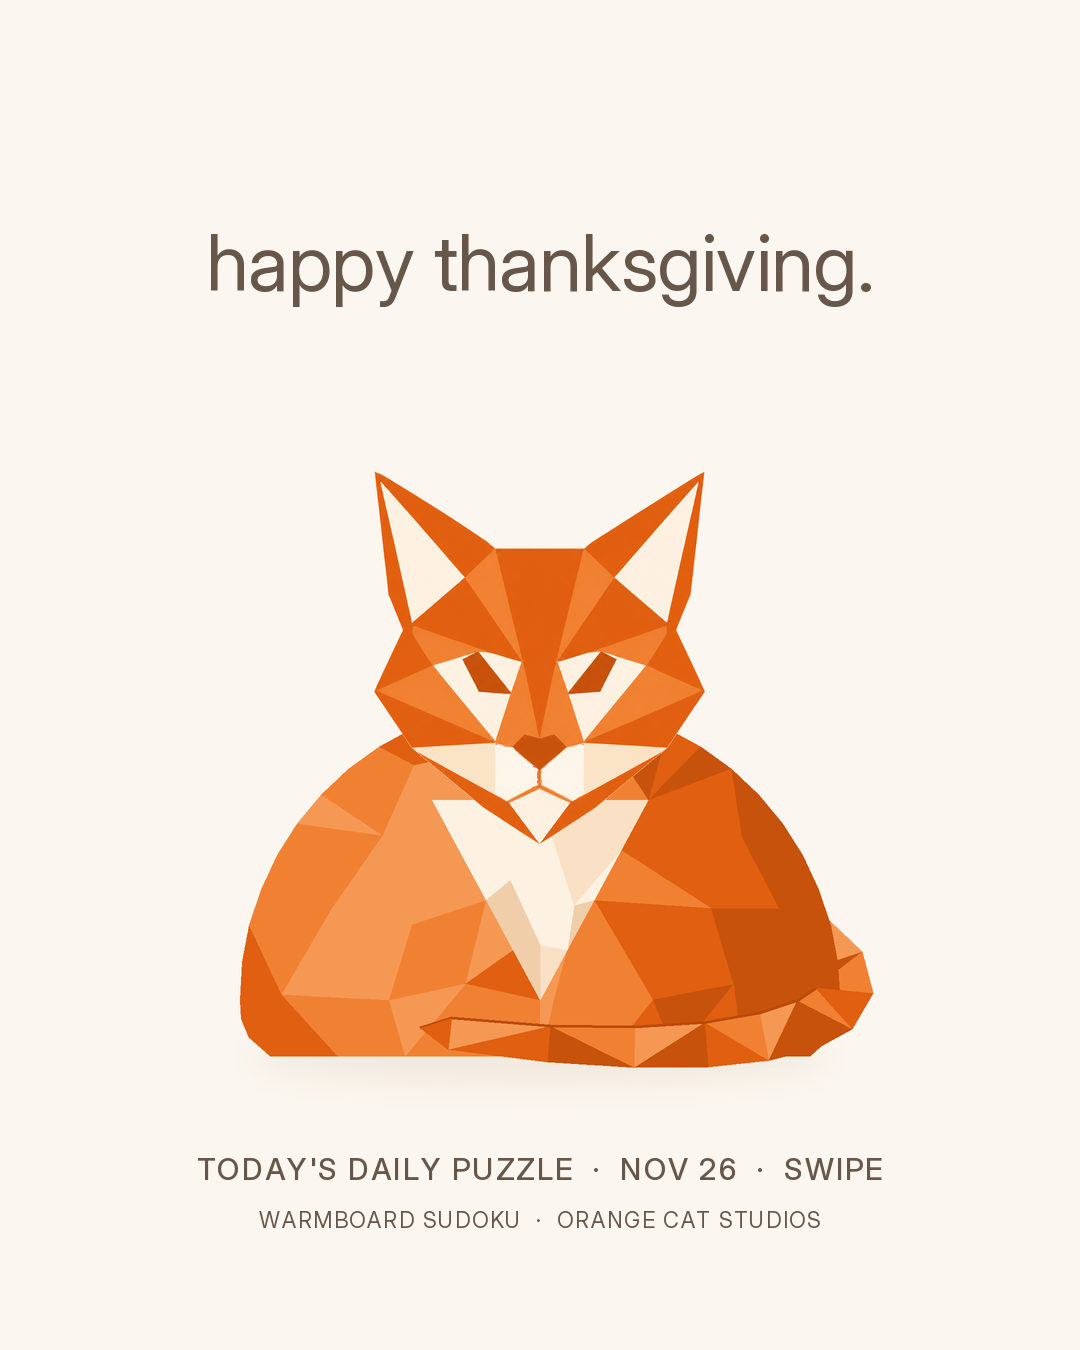 happy thanksgiving.
TODAY'S DAILY PUZZLE · NOV 26 · SWIPE
WARMBOARD SUDOKU · ORANGE CAT STUDIOS